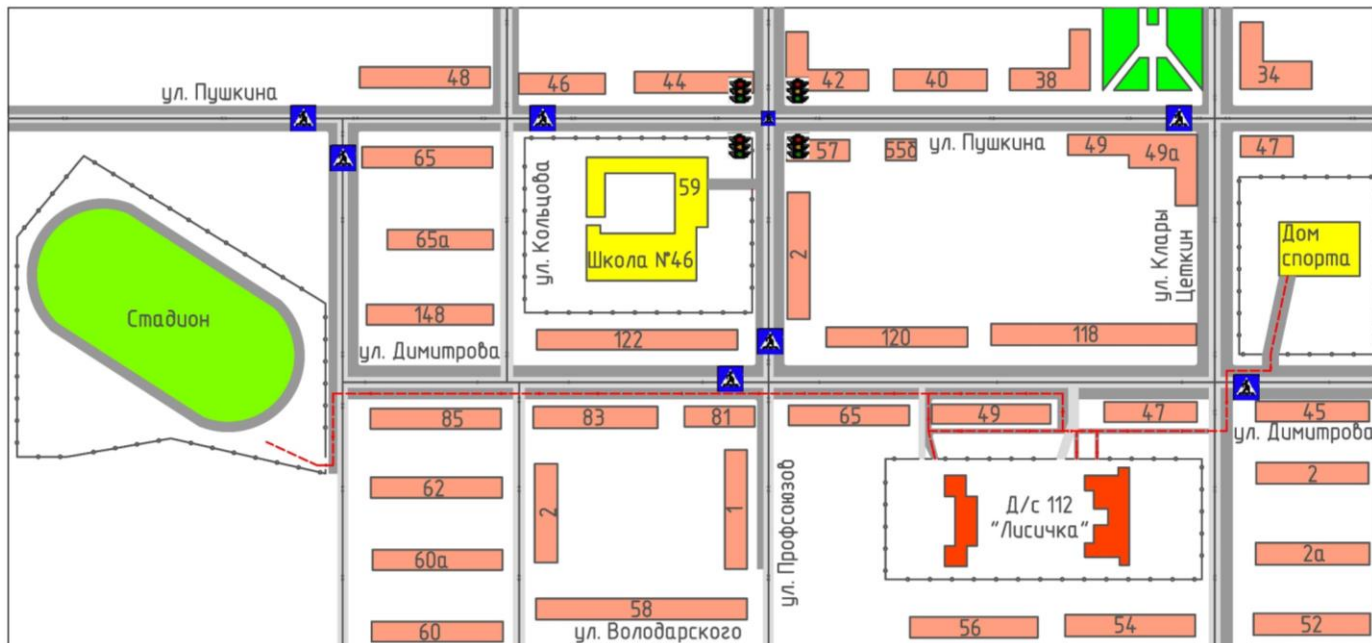 48
46
44
42
40
38
34
ул. Пушкина
65
57
55б
ул. Пушкина
49
49а
47
59
ул. Кольцова
Школа №46
65а
2
ул. Клары
Цеткин
Дом
спорта
Стадион
148
122
120
118
ул. Димитрова
85
83
81
65
49
47
45
ул. Димитрова
62
2
1
ул. Профсоюзов
Д/с 112
"Лисичка"
2
60а
2а
60
58
ул. Володарского
56
54
52